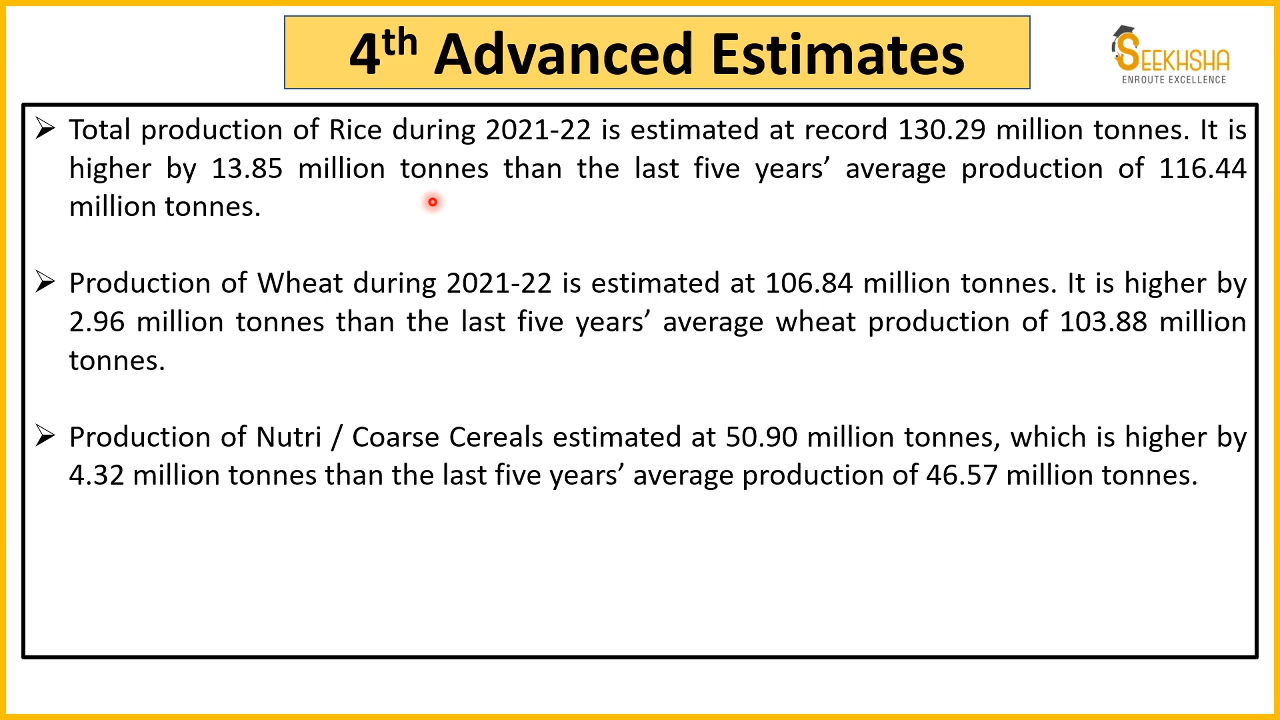 4th Advanced Estimates
SEEKHSHA
ENROUTE EXCELLENCE
➢ Total production of Rice during 2021-22 is estimated at record 130.29 million tonnes. It is
higher by 13.85 million tonnes than the last five years’ average production of 116.44
million tonnes.
➢ Production of Wheat during 2021-22 is estimated at 106.84 million tonnes. It is higher by
2.96 million tonnes than the last five years’ average wheat production of 103.88 million
tonnes.
➢ Production of Nutri / Coarse Cereals estimated at 50.90 million tonnes, which is higher by
4.32 million tonnes than the last five years’ average production of 46.57 million tonnes.